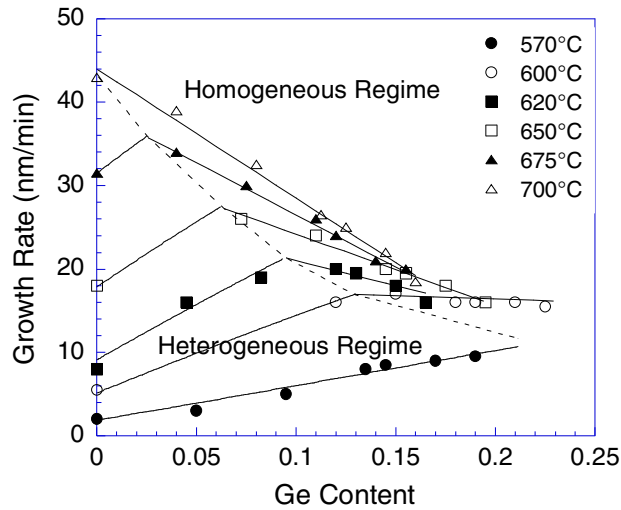 50
40
30
20
10
0
Growth Rate (nm/min)
Homogeneous Regime
Heterogeneous Regime
570°C
600°C
620°C
650°C
675°C
700°C
0
0.05
0.1
0.15
0.2
0.25
Ge Content